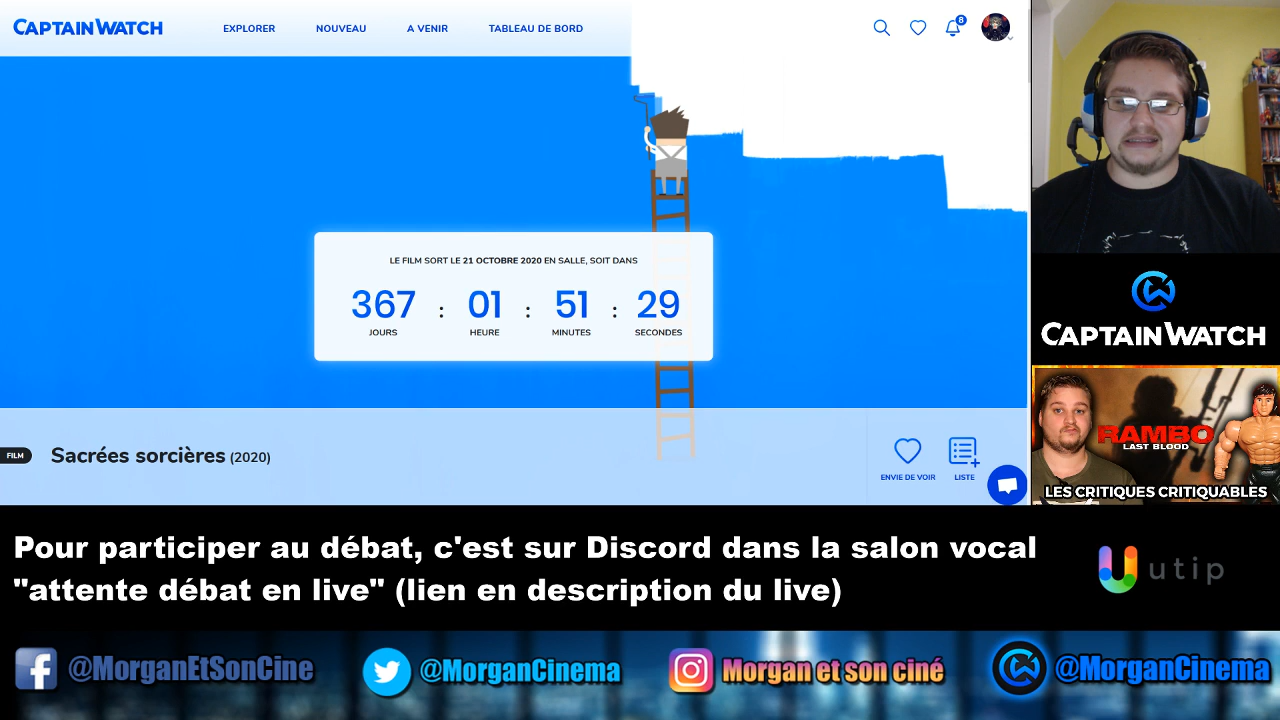 CAPTAINWATCH
EXPLORER
NOUVEAU
A VENIR
TABLEAU DE BORD
8
LE FILM SORT LE 21 OCTOBRE 2020 EN SALLE, SOIT DANS
367 : 01 : 51 : 29
JOURS HEURE MINUTES SECONDES
FILM
Sacrées sorcières (2020)
ENVIE DE VOIR
LISTE
CAPTAINWATCH
RAMBO
LAST BLOOD
LES CRITIQUES CRITIQUABLES
Pour participer au débat, c'est sur Discord dans la salon vocal
"attente débat en live" (lien en description du live)
utip
@MorganEtSonCine
@MorganCinema
Morgan et son ciné
@MorganCinema